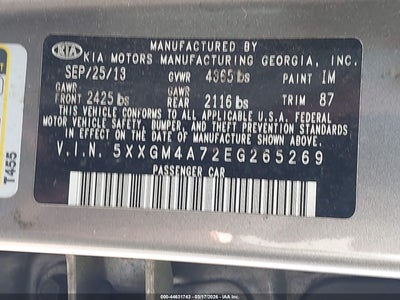 MANUFACTURED BY
KIA KIA MOTORS MANUFACTURING GEORGIA, INC.
SEP/25/13 GVWR 4365 lbs PAINT IM
GAWR GAWR
FRONT 2425 lbs REAR 2116 lbs TRIM 87
THIS VEHICLE CONFORMS TO ALL APPLICABLE U.S.A. FEDERAL
MOTOR VEHICLE SAFETY, BUMPER, AND THEFT PREVENTION
STANDARDS IN EFFECT ON THE DATE OF MANUFACTURE SHOWN ABOVE.
V.I.N. 5XXGM4A72EG265269
PASSENGER CAR
T455
000--44631743 - 03/17/2026 - IAA Inc.